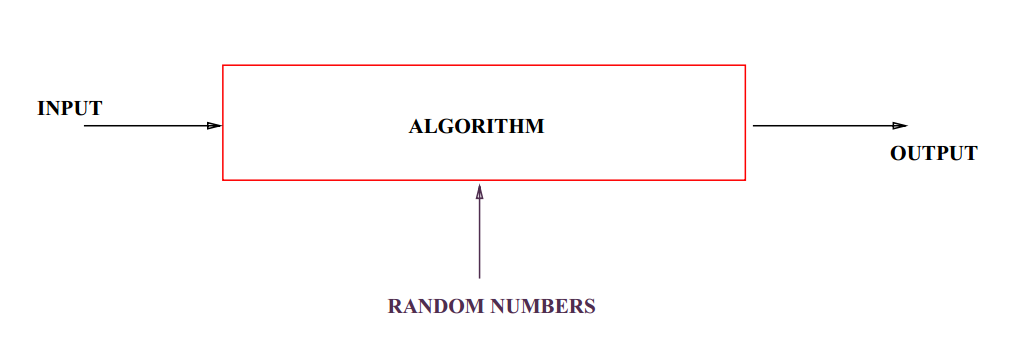 INPUT
ALGORITHM
OUTPUT
RANDOM NUMBERS